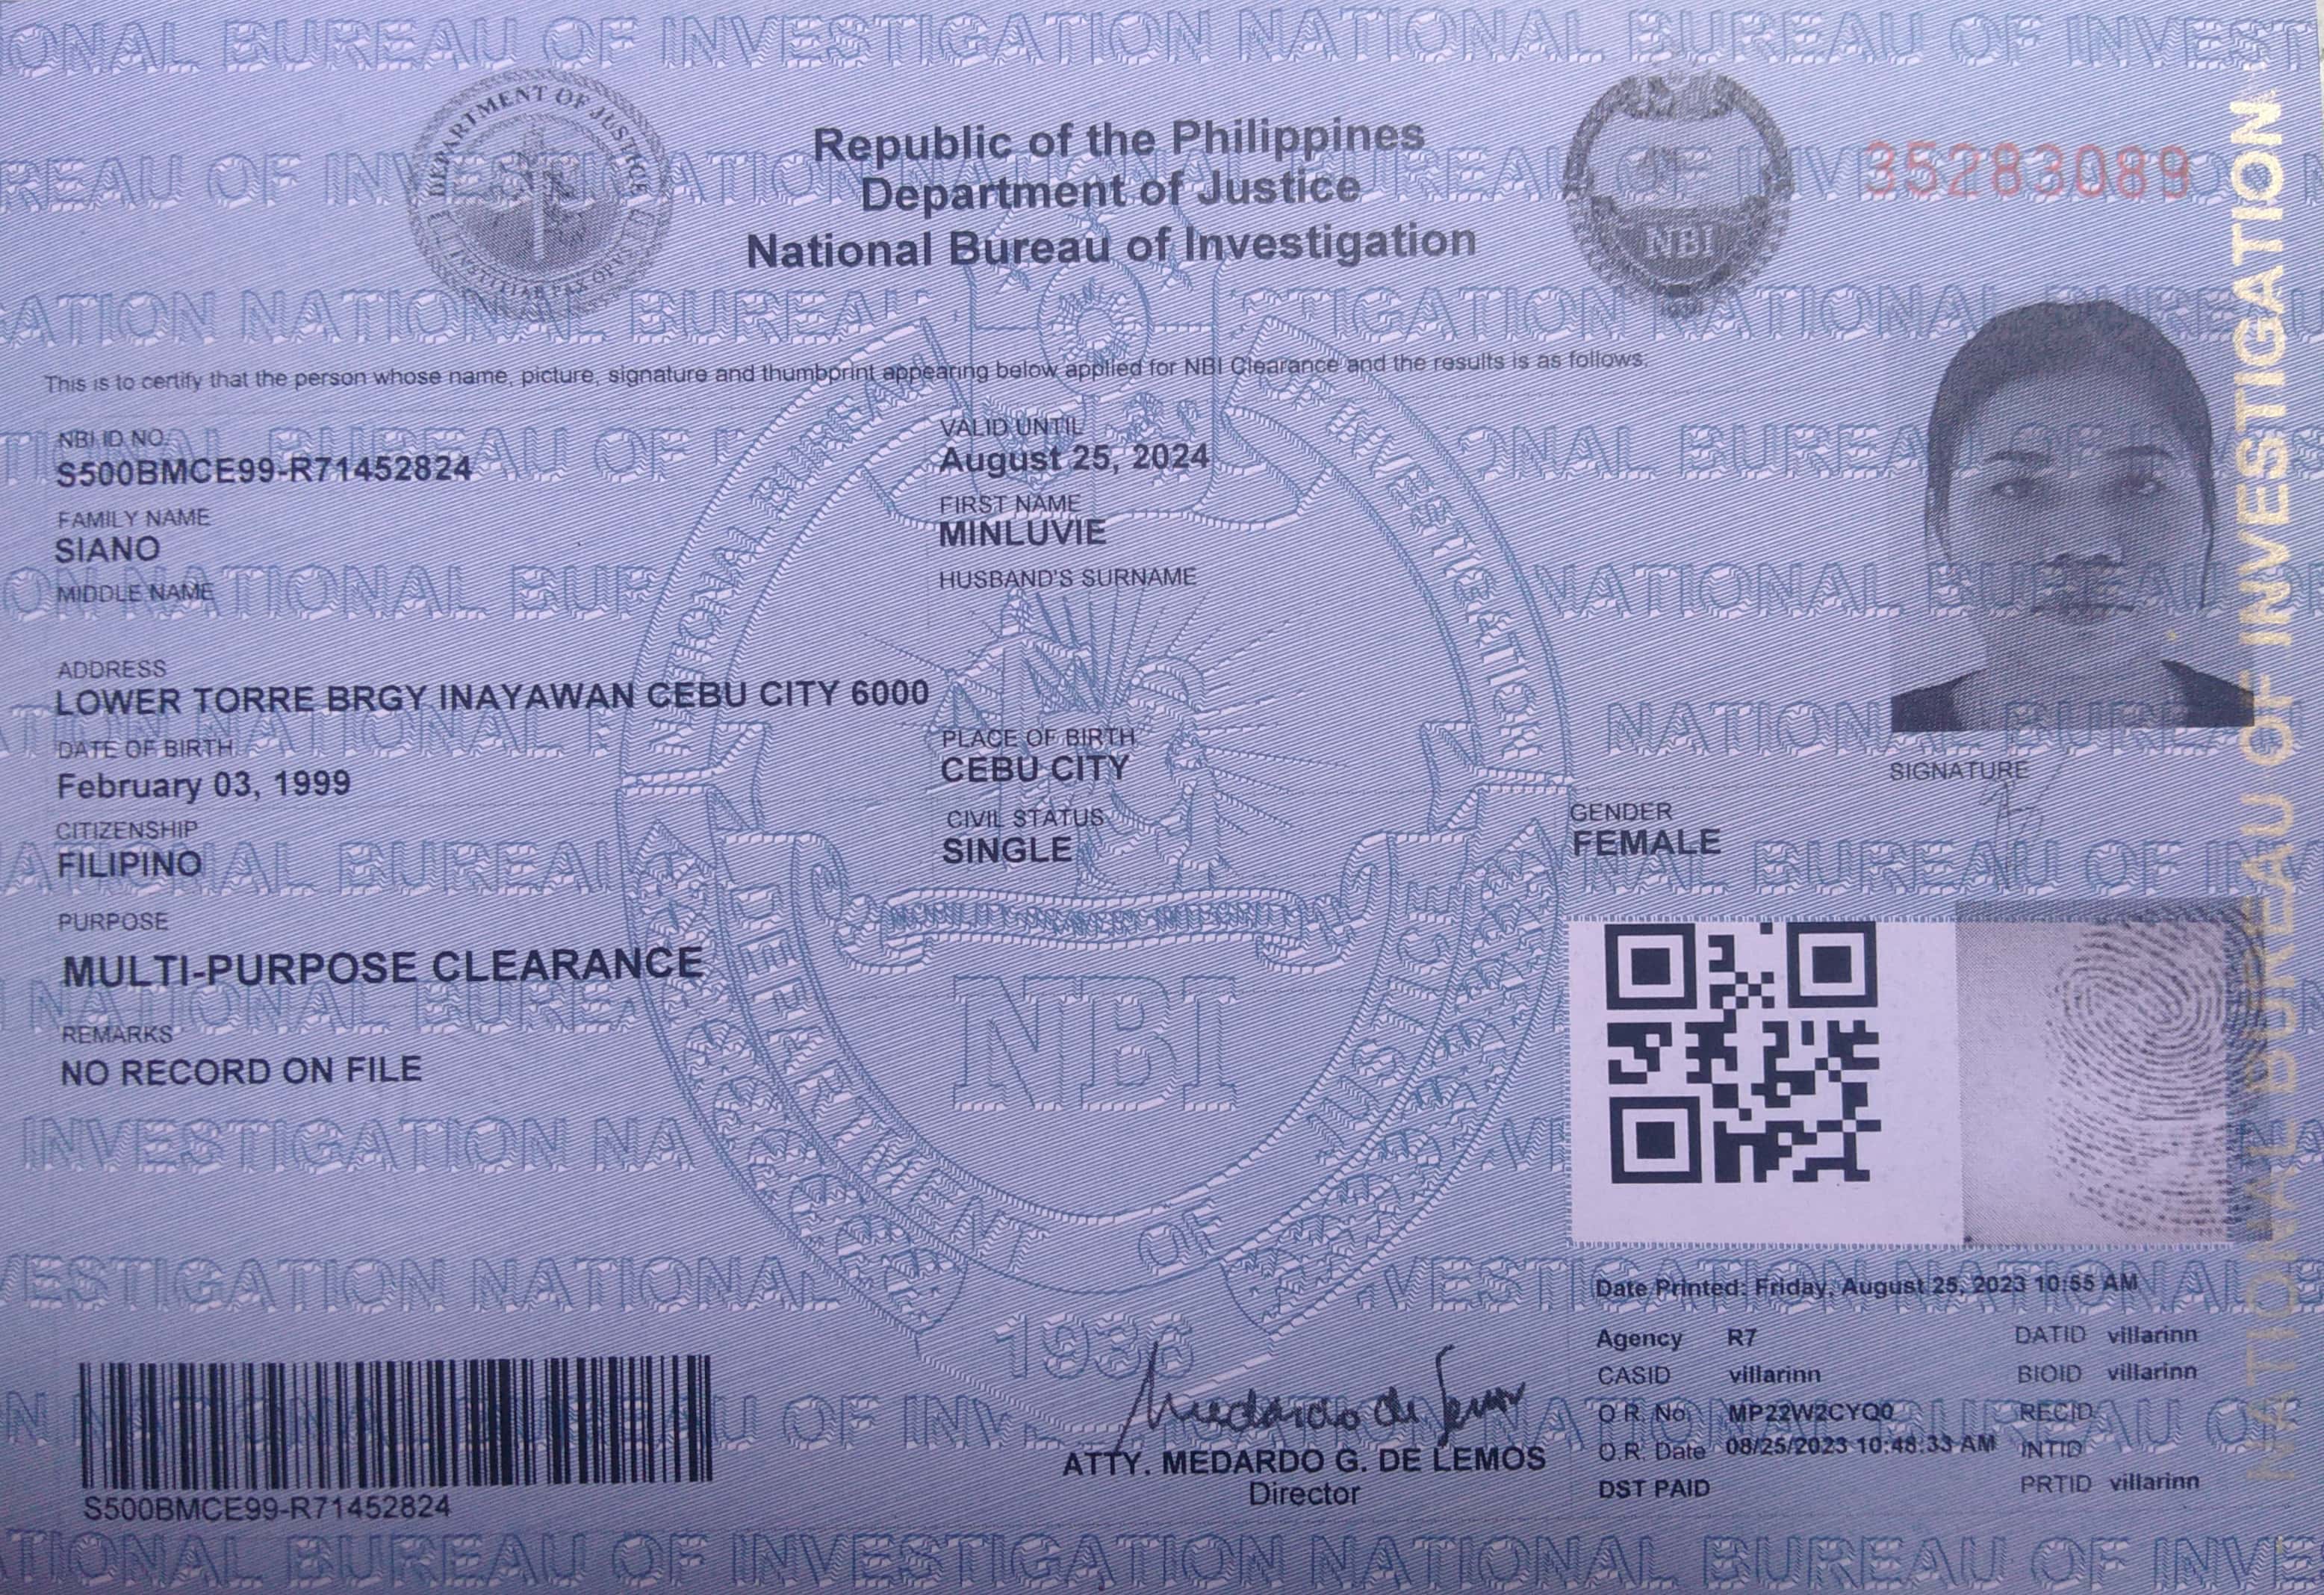 DEPARTMENT OF JUSTICE
Republic of the Philippines
Department of Justice
National Bureau of Investigation
NBI
35283089
This is to certify that the person whose name, picture, signature and thumbprint appearing below applied for NBI Clearance and the results is as follows.
NBI ID NO.
S500BMCE99-R71452824
VALID UNTIL
August 25, 2024
FAMILY NAME
SIANO
FIRST NAME
MINLUVIE
MIDDLE NAME
HUSBAND'S SURNAME
ADDRESS
LOWER TORRE BRGY INAYAWAN CEBU CITY 6000
DATE OF BIRTH
February 03, 1999
PLACE OF BIRTH
CEBU CITY
SIGNATURE
CITIZENSHIP
FILIPINO
CIVIL STATUS
SINGLE
GENDER
FEMALE
PURPOSE
MULTI-PURPOSE CLEARANCE
REMARKS
NO RECORD ON FILE
NBI
1936
Date Printed: Friday, August 25, 2023 10:55 AM
Agency R7 DATID villarinn
CASID villarinn BIOID villarinn
O.R. No. MP22W2CYQ0 RECID
O.R. Date 08/25/2023 10:48:33 AM INTID
DST PAID PRTID villarinn
ATTY. MEDARDO G. DE LEMOS
Director
S500BMCE99-R71452824
NATIONAL BUREAU OF INVESTIGATION